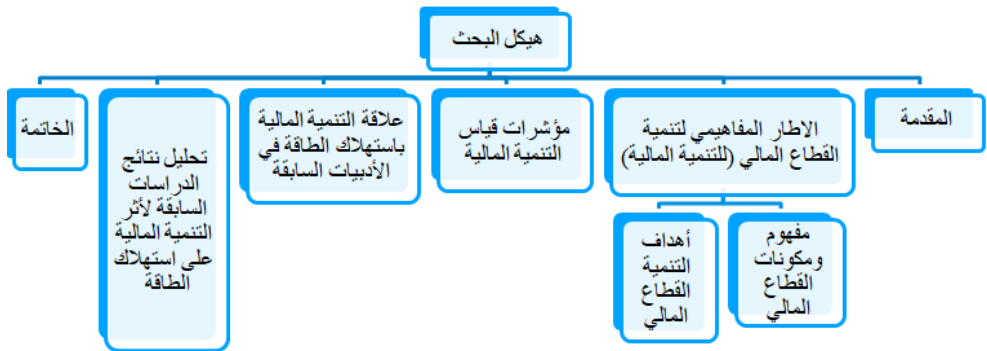 هيكل البحث
المقدمة
الاطار المفاهيمي لتنمية
القطاع المالي (للتنمية المالية)
مفهوم
ومكونات
القطاع
المالي
أهداف
التنمية
القطاع
المالي
مؤشرات قياس
التنمية المالية
علاقة التنمية المالية
باستهلاك الطاقة في
الأدبيات السابقة
تحليل نتائج
الدراسات
السابقة لأثر
التنمية المالية
على استهلاك
الطاقة
الخاتمة